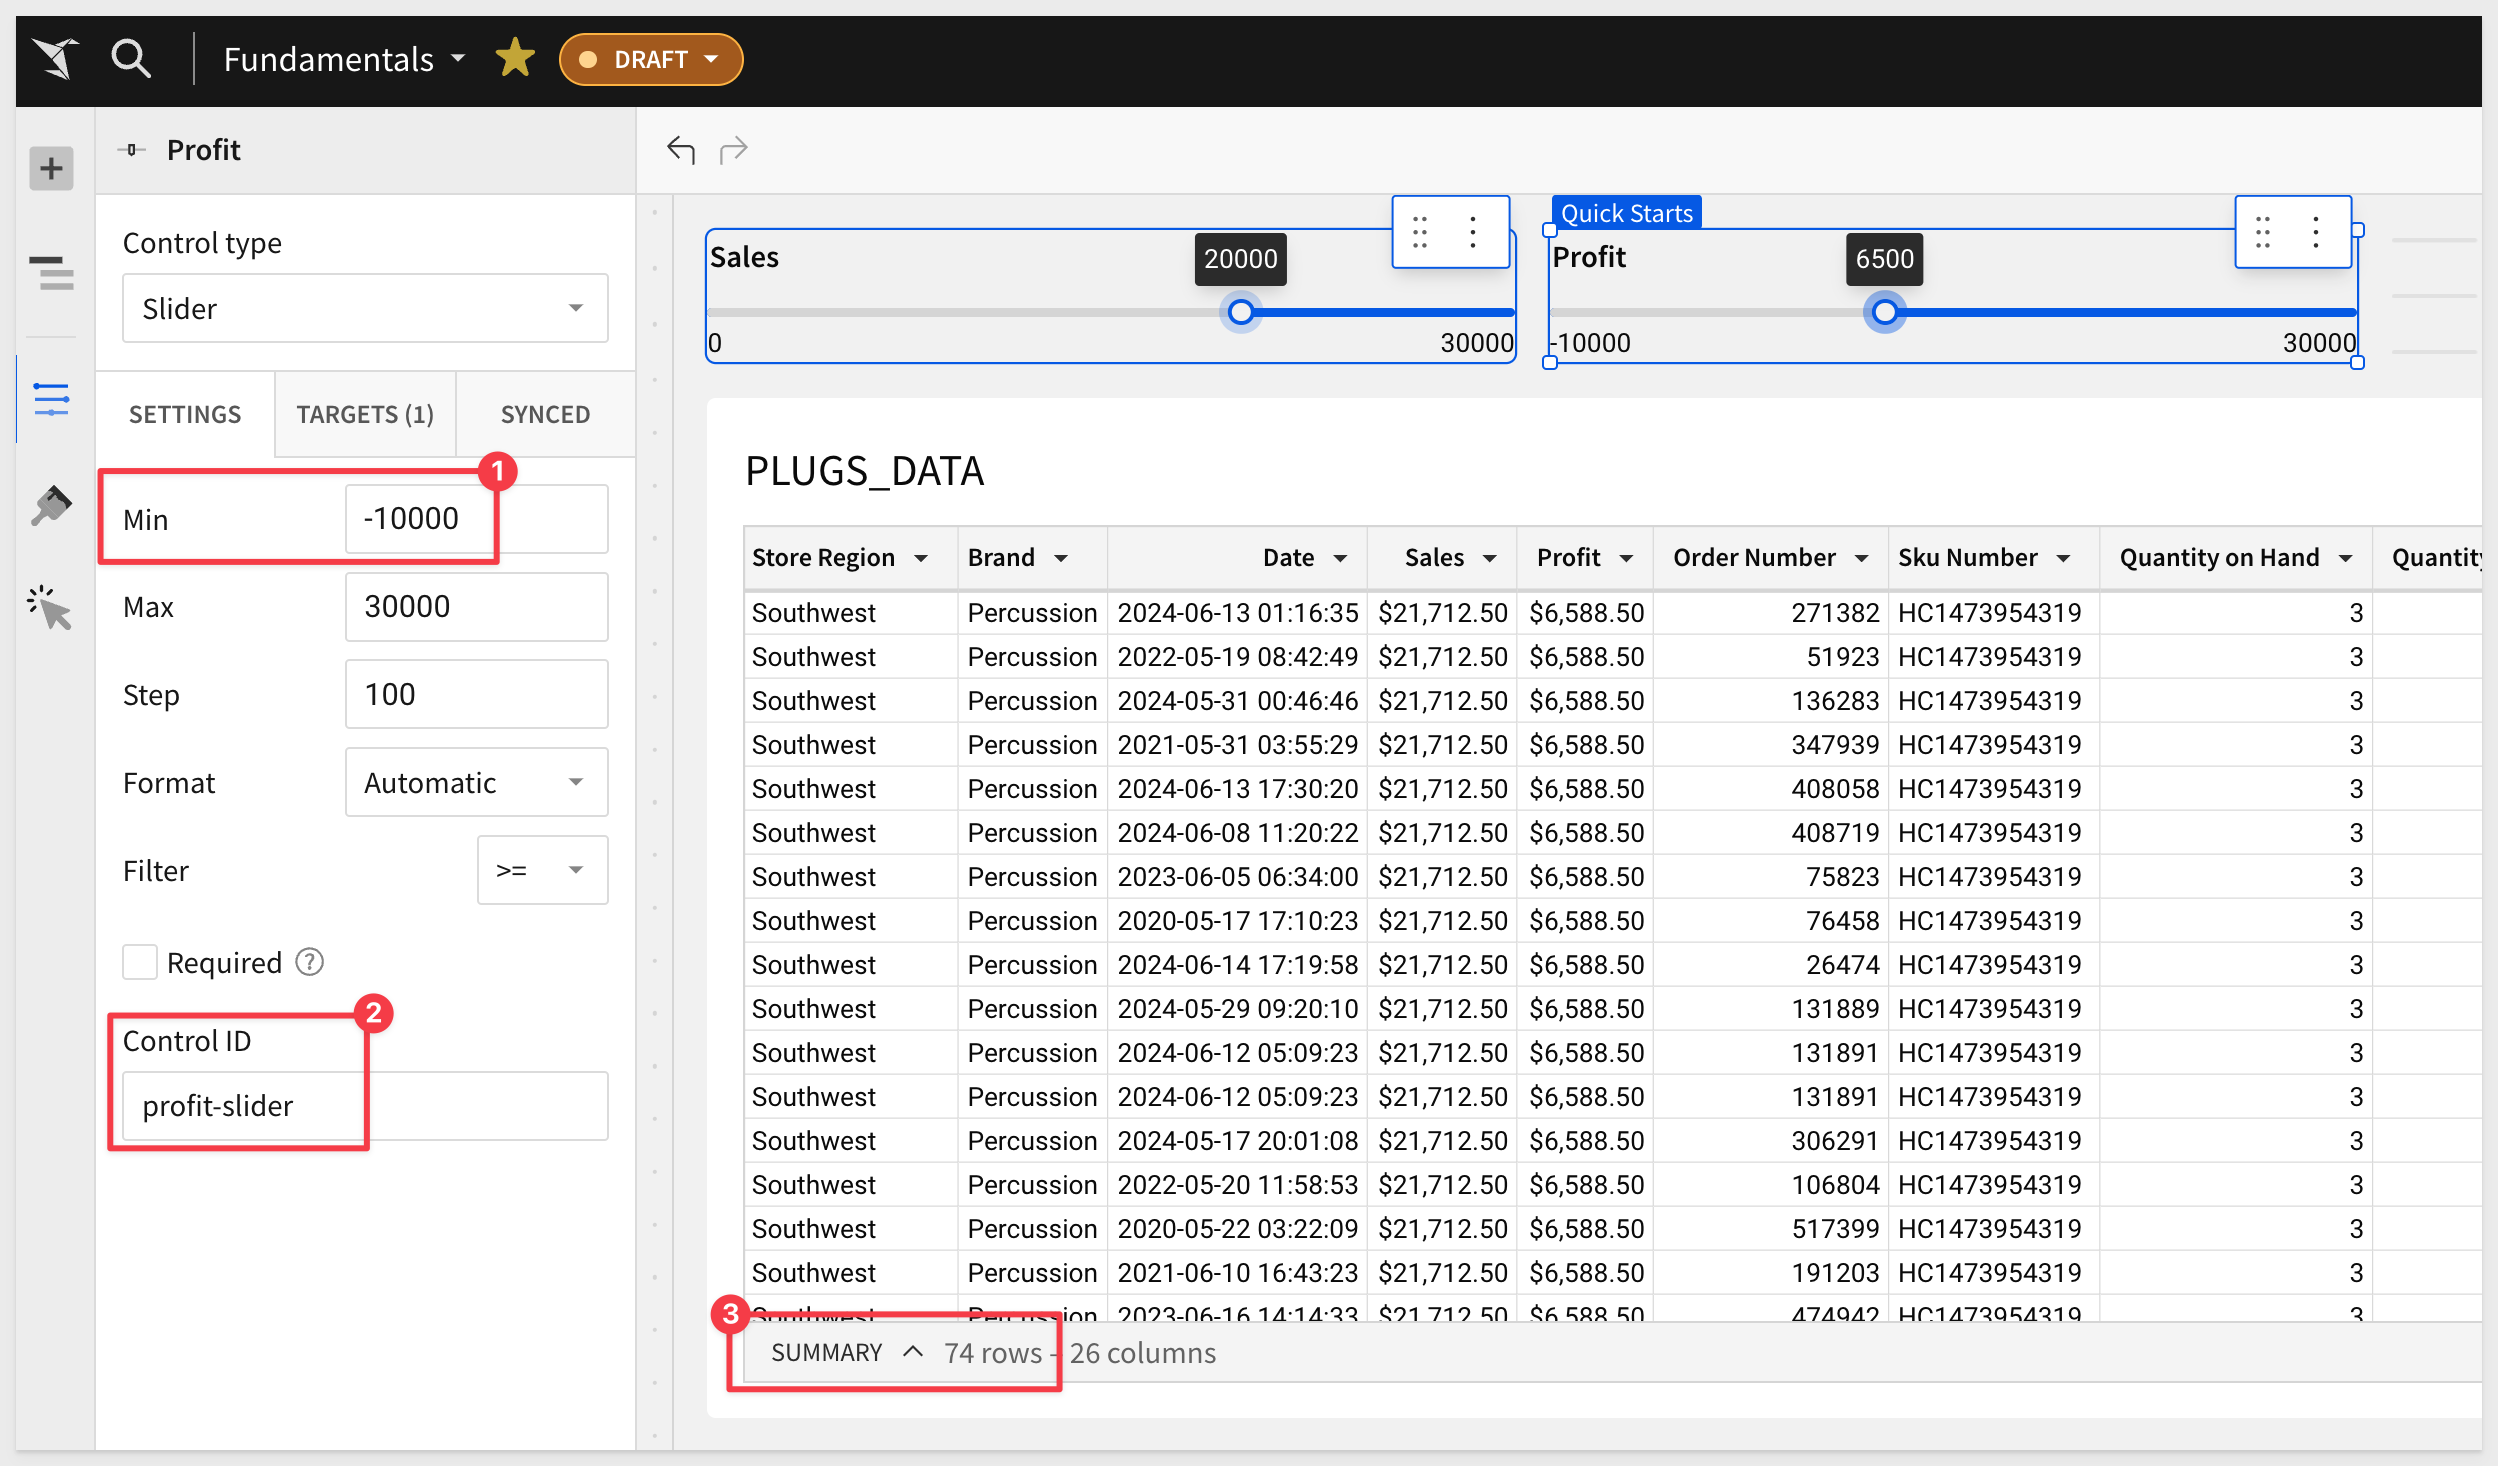 Fundamentals
DRAFT
Profit
Control type
Slider
SETTINGS TARGETS (1) SYNCED
1
Min -10000
Max 30000
Step 100
Format Automatic
Filter >=
Required ?
2
Control ID
profit-slider
Sales 20000
0 30000
Quick Starts
Profit 6500
-10000 30000
PLUGS_DATA
Store Region Brand Date Sales Profit Order Number Sku Number Quantity on Hand Quantity
Southwest Percussion 2024-06-13 01:16:35 $21,712.50 $6,588.50 271382 HC1473954319 3
Southwest Percussion 2022-05-19 08:42:49 $21,712.50 $6,588.50 51923 HC1473954319 3
Southwest Percussion 2024-05-31 00:46:46 $21,712.50 $6,588.50 136283 HC1473954319 3
Southwest Percussion 2021-05-31 03:55:29 $21,712.50 $6,588.50 347939 HC1473954319 3
Southwest Percussion 2024-06-13 17:30:20 $21,712.50 $6,588.50 408058 HC1473954319 3
Southwest Percussion 2024-06-08 11:20:22 $21,712.50 $6,588.50 408719 HC1473954319 3
Southwest Percussion 2023-06-05 06:34:00 $21,712.50 $6,588.50 75823 HC1473954319 3
Southwest Percussion 2020-05-17 17:10:23 $21,712.50 $6,588.50 76458 HC1473954319 3
Southwest Percussion 2024-06-14 17:19:58 $21,712.50 $6,588.50 26474 HC1473954319 3
Southwest Percussion 2024-05-29 09:20:10 $21,712.50 $6,588.50 131889 HC1473954319 3
Southwest Percussion 2024-06-12 05:09:23 $21,712.50 $6,588.50 131891 HC1473954319 3
Southwest Percussion 2024-06-12 05:09:23 $21,712.50 $6,588.50 131891 HC1473954319 3
Southwest Percussion 2024-05-17 20:01:08 $21,712.50 $6,588.50 306291 HC1473954319 3
Southwest Percussion 2022-05-20 11:58:53 $21,712.50 $6,588.50 106804 HC1473954319 3
Southwest Percussion 2020-05-22 03:22:09 $21,712.50 $6,588.50 517399 HC1473954319 3
Southwest Percussion 2021-06-10 16:43:23 $21,712.50 $6,588.50 191203 HC1473954319 3
Southwest Percussion 2023-06-16 14:14:33 $21,712.50 $6,588.50 474942 HC1473954319 3
3
SUMMARY 74 rows - 26 columns